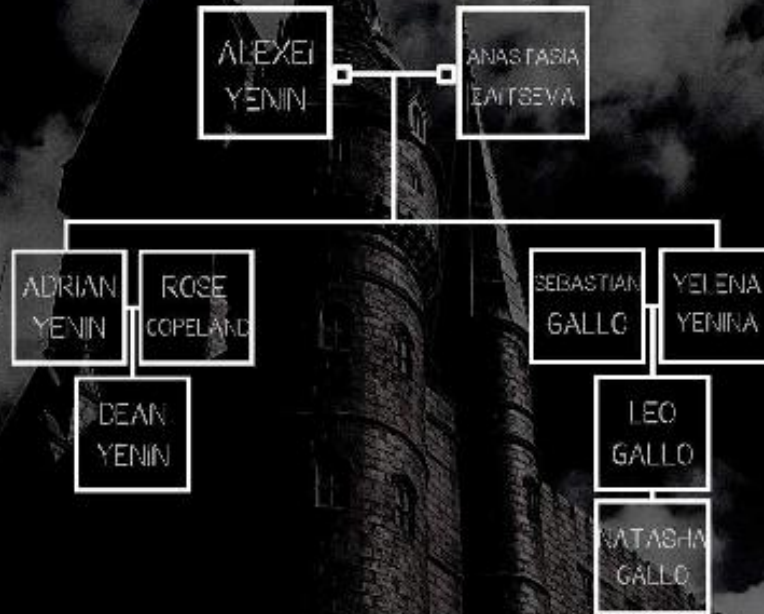 ALEXEI
YENIN
ANASTASIA
ZAITSEVA
ADRIAN
YENIN
ROSE
COPELAND
SEBASTIAN
GALLO
YELENA
YENINA
DEAN
YENIN
LEO
GALLO
NATASHA
GALLO